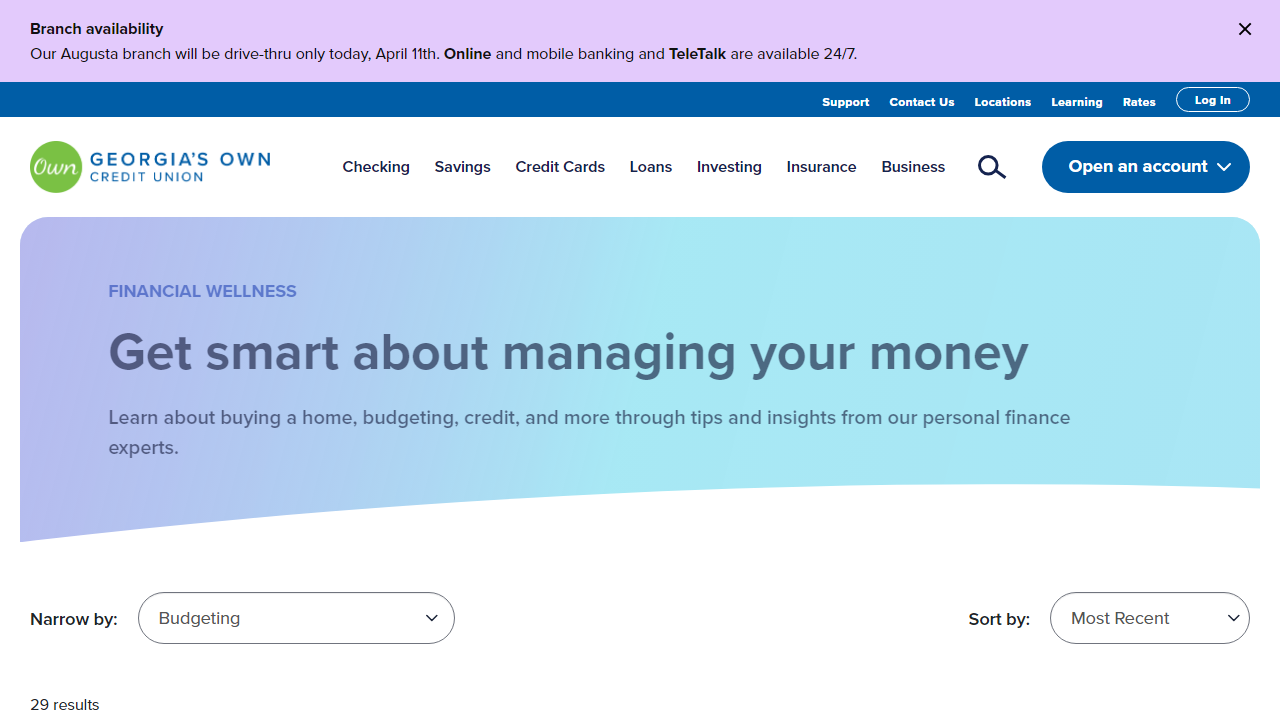 Branch availability
Our Augusta branch will be drive-thru only today, April 11th. Online and mobile banking and TeleTalk are available 24/7.
Support Contact Us Locations Learning Rates Log In
Own GEORGIA'S OWN
CREDIT UNION
Checking Savings Credit Cards Loans Investing Insurance Business Open an account
FINANCIAL WELLNESS
Get smart about managing your money
Learn about buying a home, budgeting, credit, and more through tips and insights from our personal finance
experts.
Narrow by: Budgeting Sort by: Most Recent
29 results